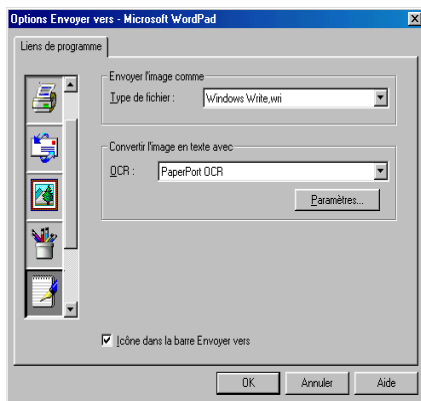 Options Envoyer vers - Microsoft WordPad
Liens de programme
Envoyer l'image comme
Type de fichier :
Windows Write,wri
Convertir l'image en texte avec
OCR :
PaperPort OCR
Paramètres...
Icône dans la barre Envoyer vers
OK
Annuler
Aide